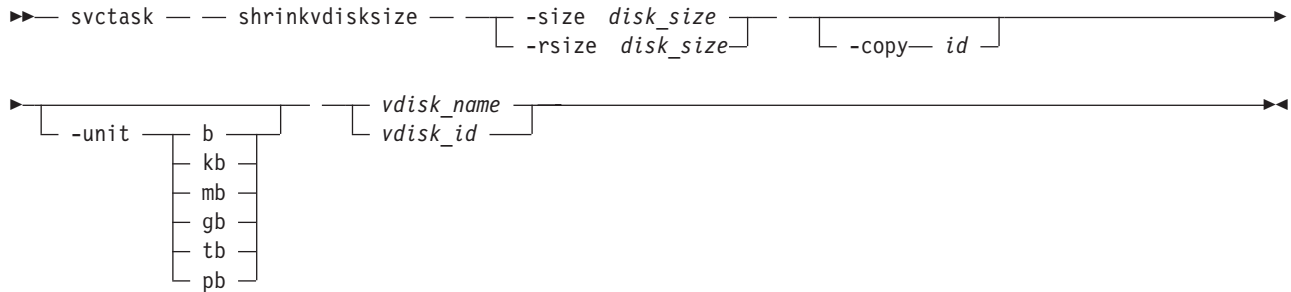 svctask shrinkvdisksize -size disk_size
-rsize disk_size
-copy id
-unit b
kb
mb
gb
tb
pb
vdisk_name
vdisk_id